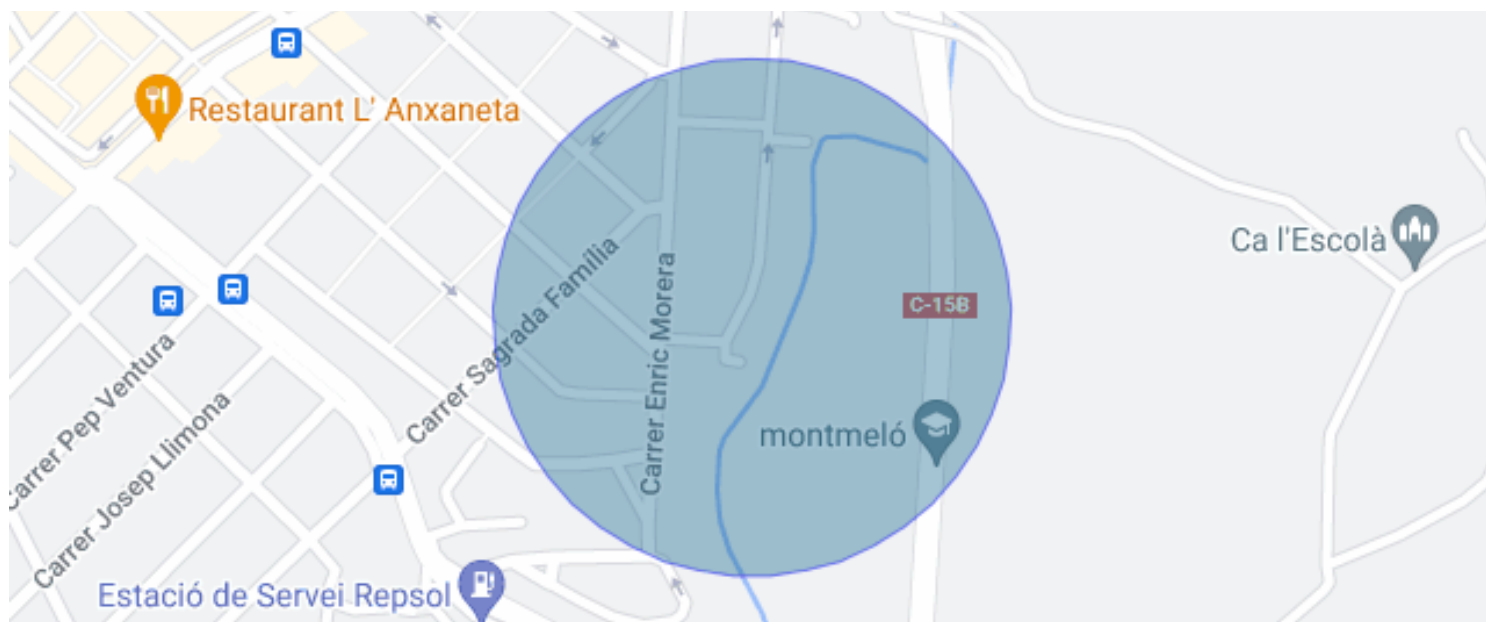 Restaurant L' Anxaneta
Ca l'Escolà
C-15B
Carrer Sagrada Família
Carrer Enric Morera
Carrer Pep Ventura
montmeló
Carrer Josep Llimona
Estació de Servei Repsol